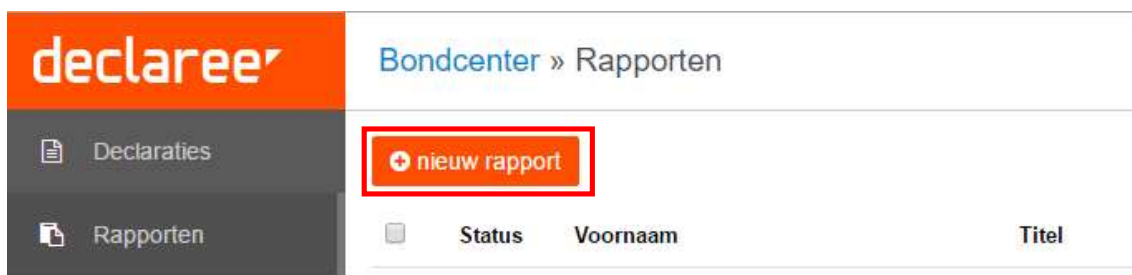 declaree
Bondcenter » Rapporten
Declaraties
nieuw rapport
Rapporten
Status Voornaam Titel